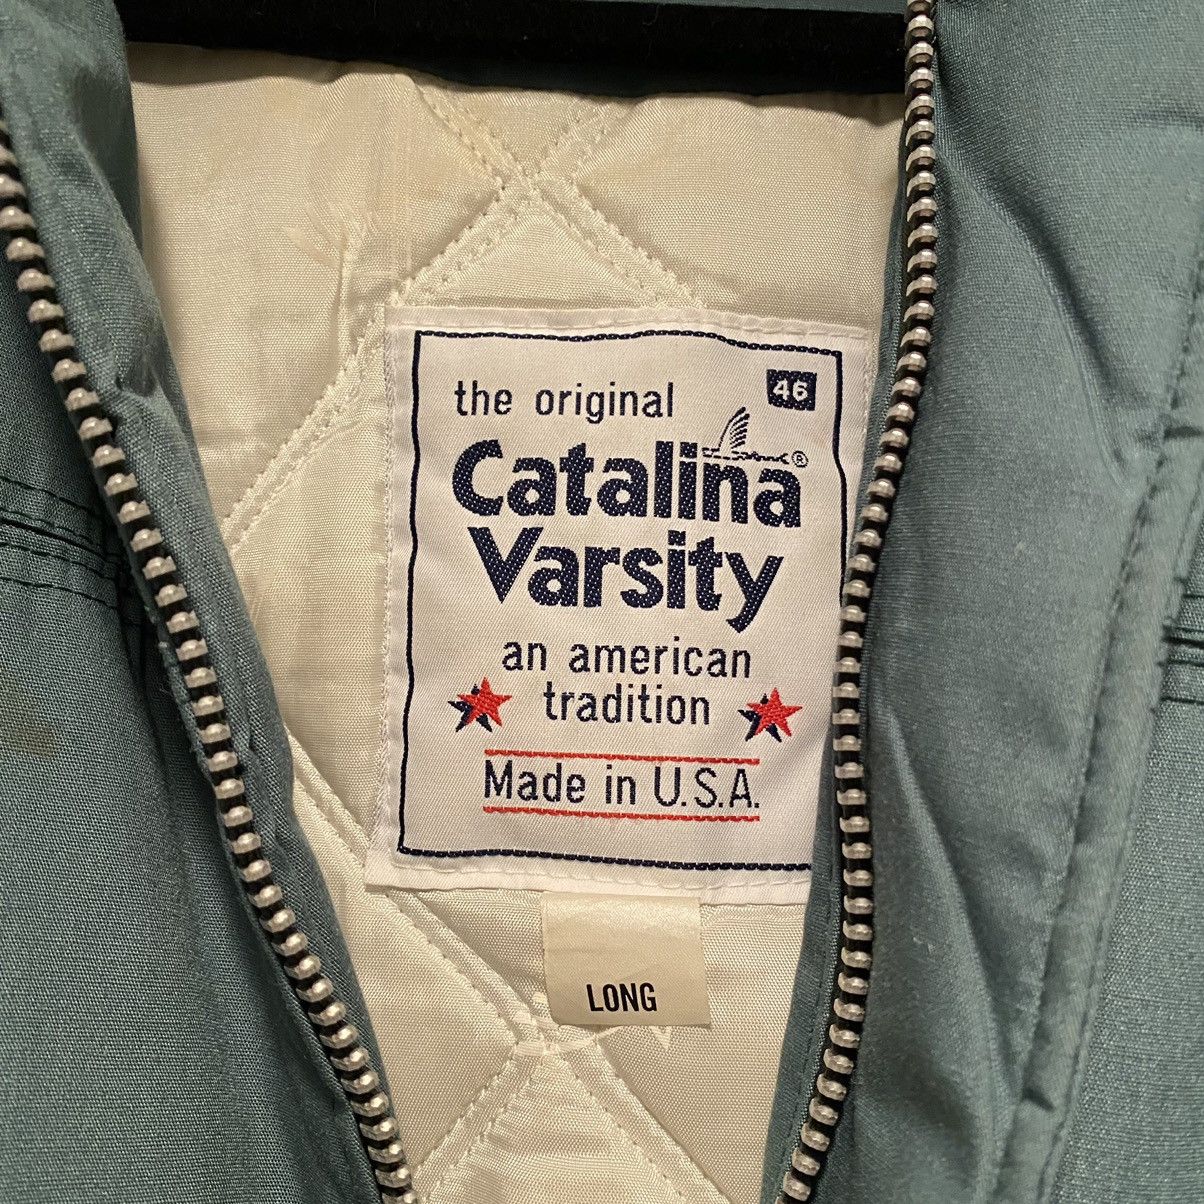 the original 46
Catalina®
Varsity
an american
tradition
Made in U.S.A.
LONG